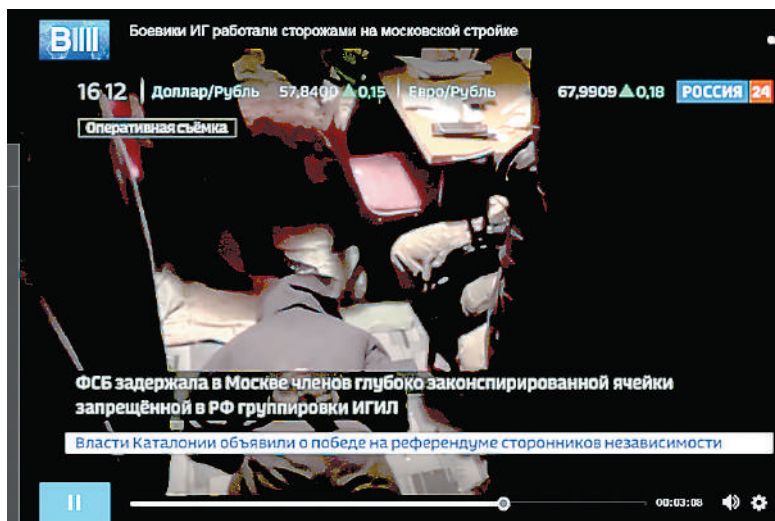 ВIII
Боевики ИГ работали сторожами на московской стройке
16:12 Доллар/Рубль 57,8400 ▲ 0,15 Евро/Рубль 67,9909 ▲ 0,18 РОССИЯ 24
Оперативная съёмка
ФСБ задержала в Москве членов глубоко законспирированной ячейки
запрещённой в РФ группировки ИГИЛ
Власти Каталонии объявили о победе на референдуме сторонников независимости
00:03:08